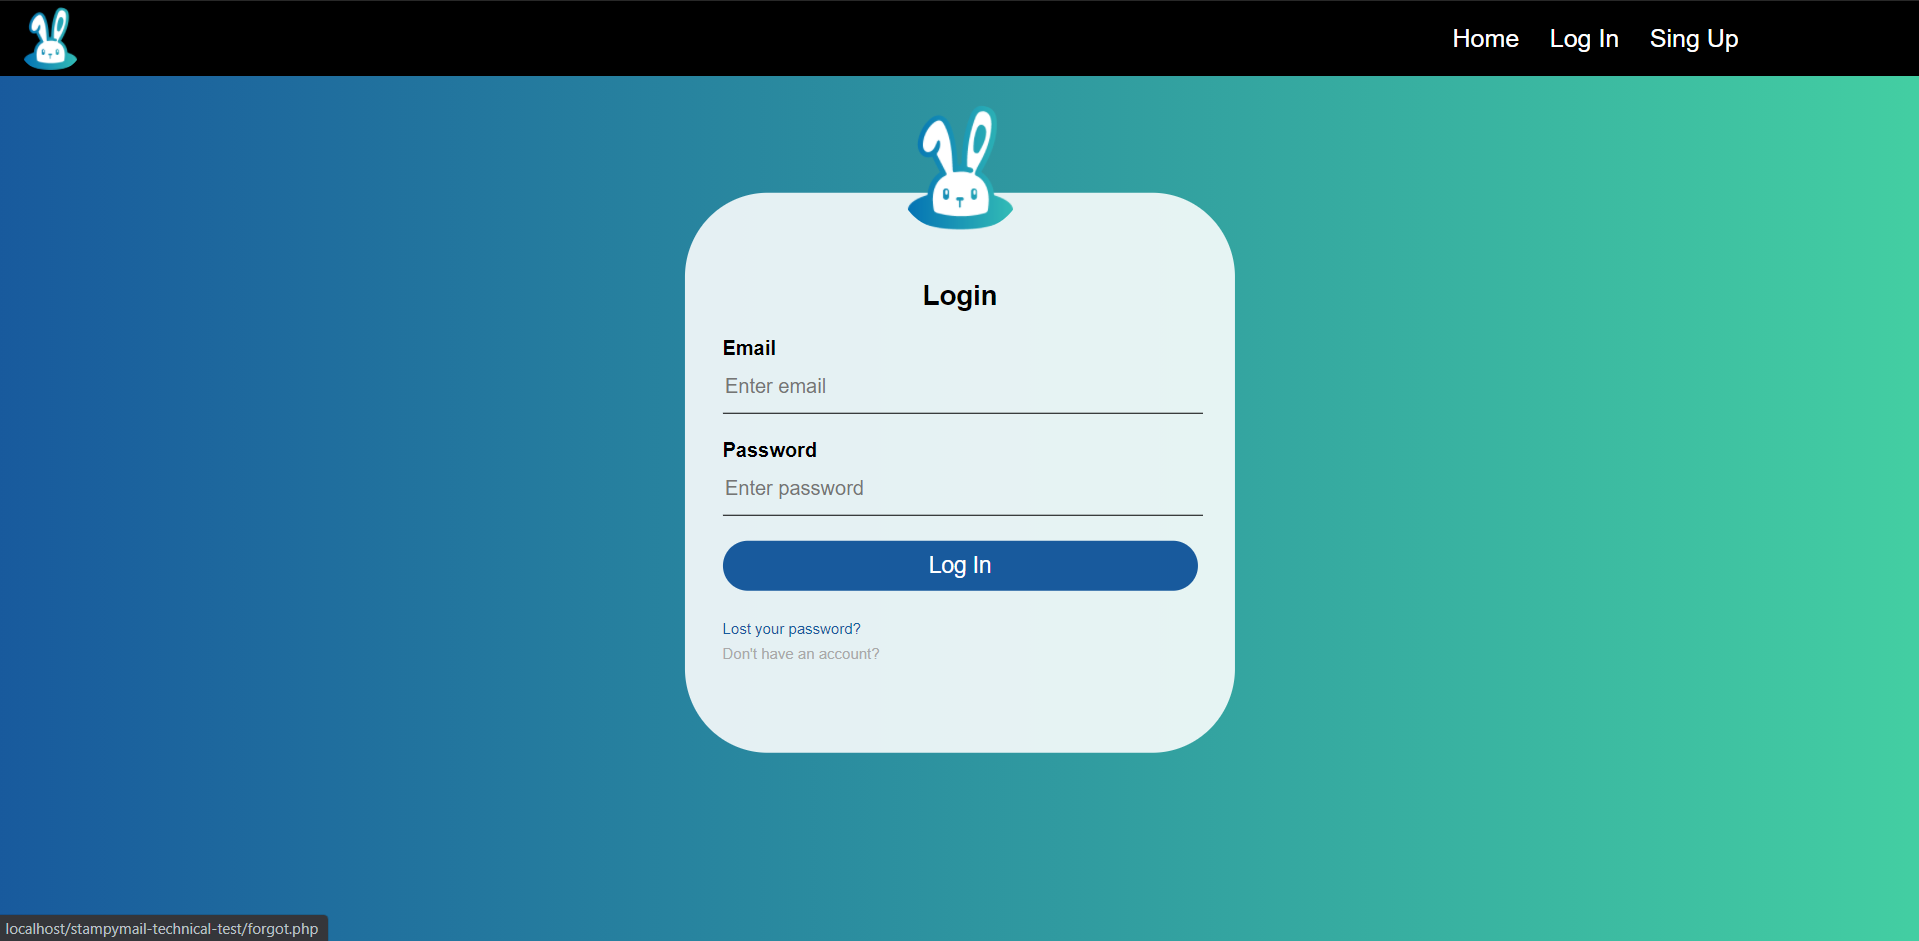 Home Log In Sing Up
Login
Email
Enter email
Password
Enter password
Log In
Lost your password?
Don't have an account?
localhost/stampymail-technical-test/forgot.php